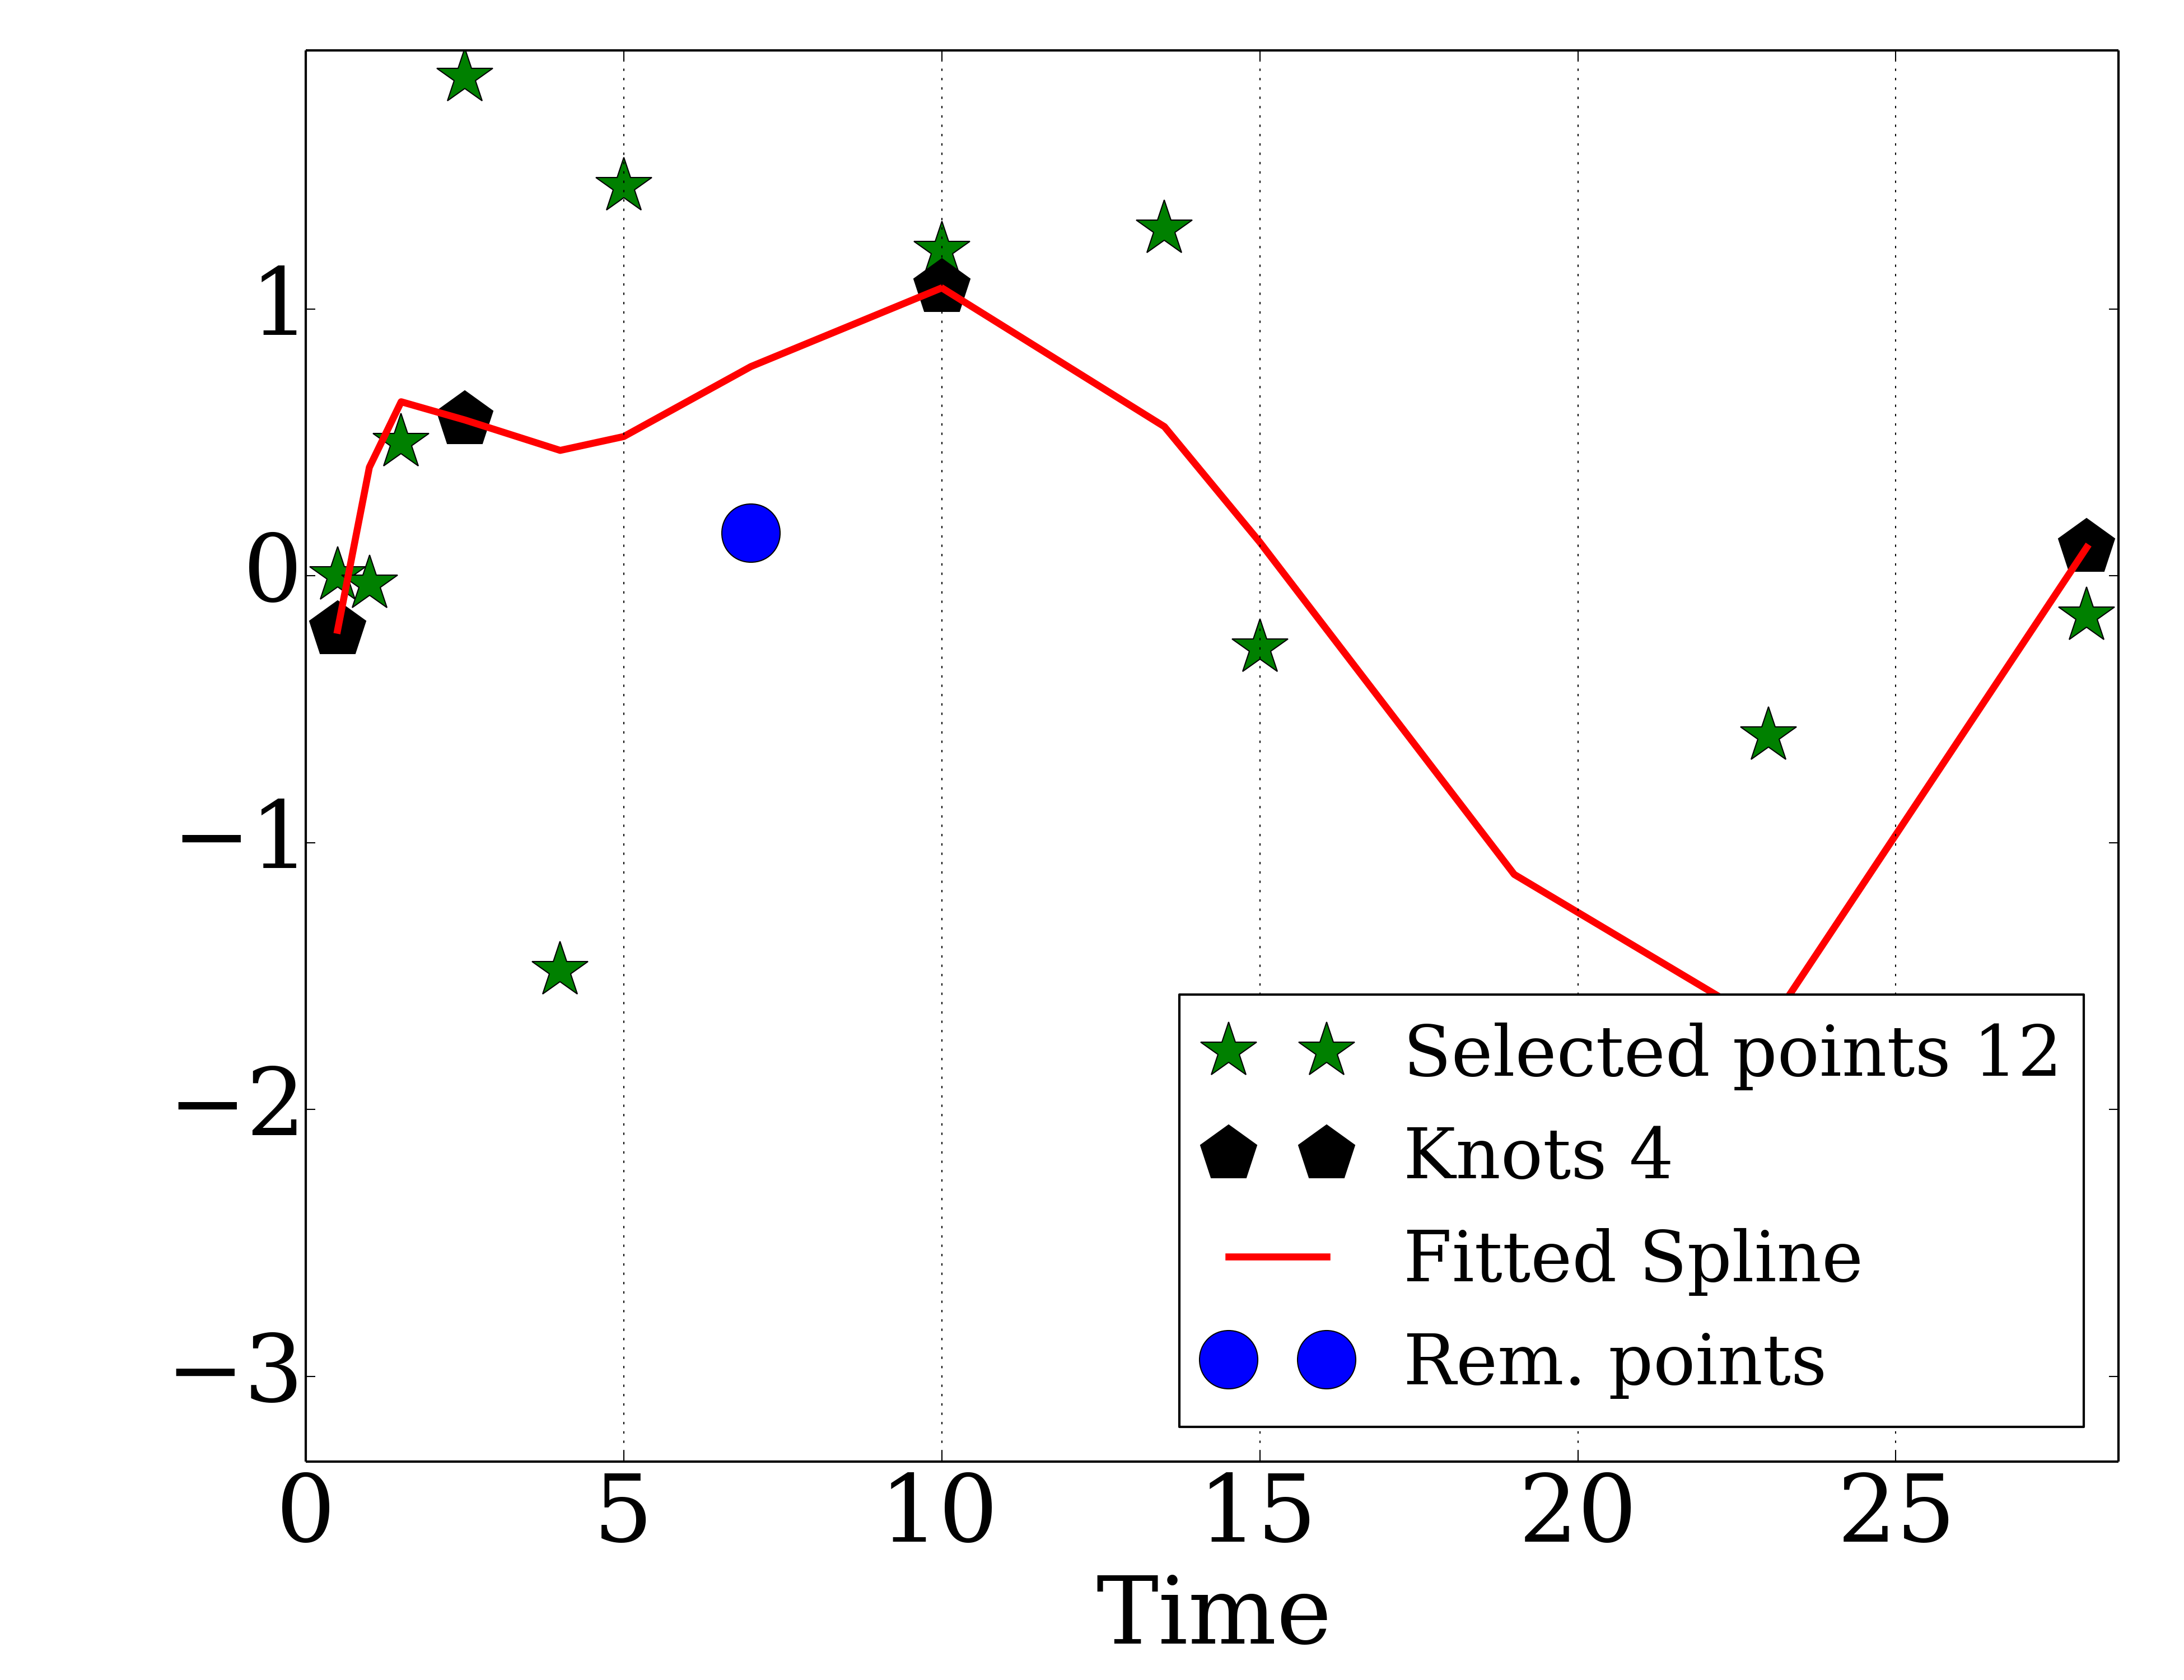 1
0
−1
−2
−3
0 5 10 15 20 25
Time
Selected points 12
Knots 4
Fitted Spline
Rem. points